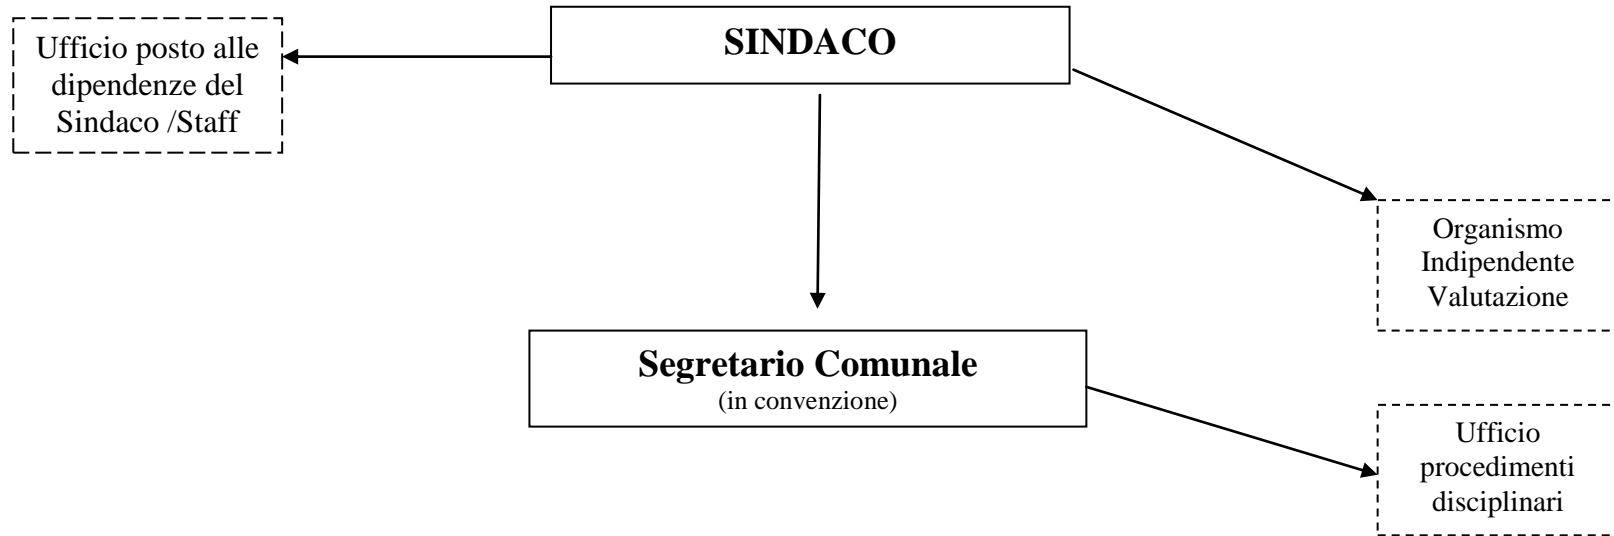 Ufficio posto alle
dipendenze del
Sindaco /Staff
SINDACO
Organismo
Indipendente
Valutazione
Segretario Comunale
(in convenzione)
Ufficio
procedimenti
disciplinari